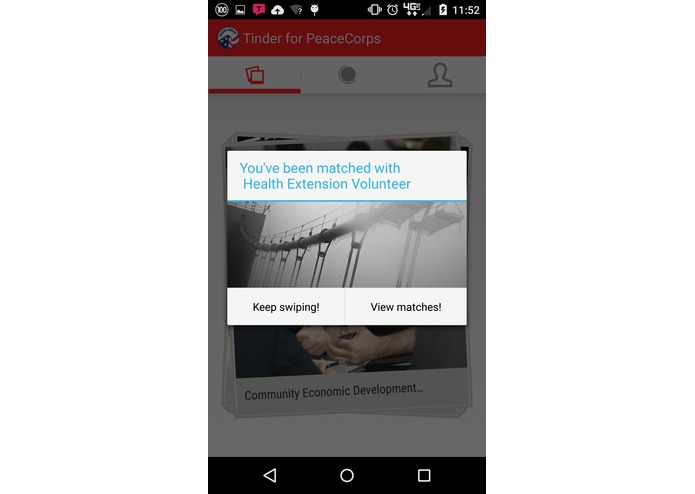 100 T ? 4G 11:52
Tinder for PeaceCorps
You've been matched with
Health Extension Volunteer
Keep swiping!
View matches!
Community Economic Development...